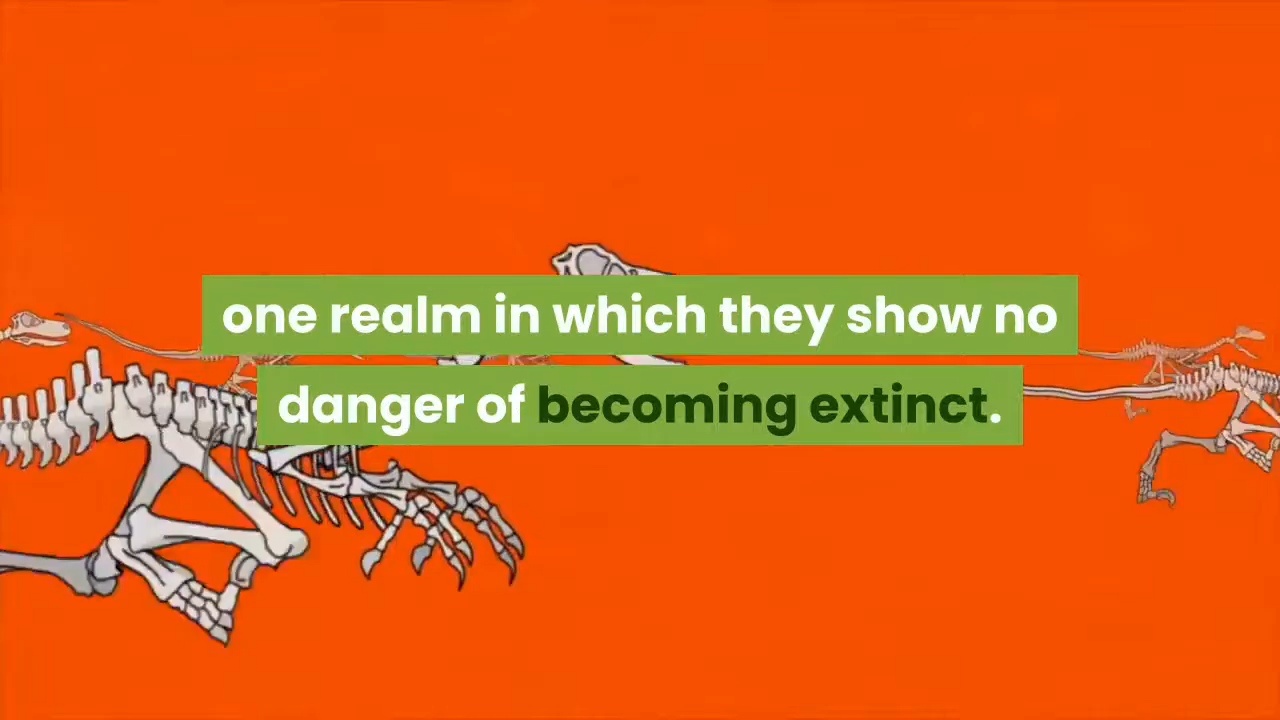 one realm in which they show no
danger of becoming extinct.